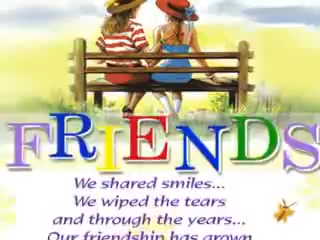 FRIENDS
We shared smiles...
We wiped the tears
and through the years...
Our friendship has grown